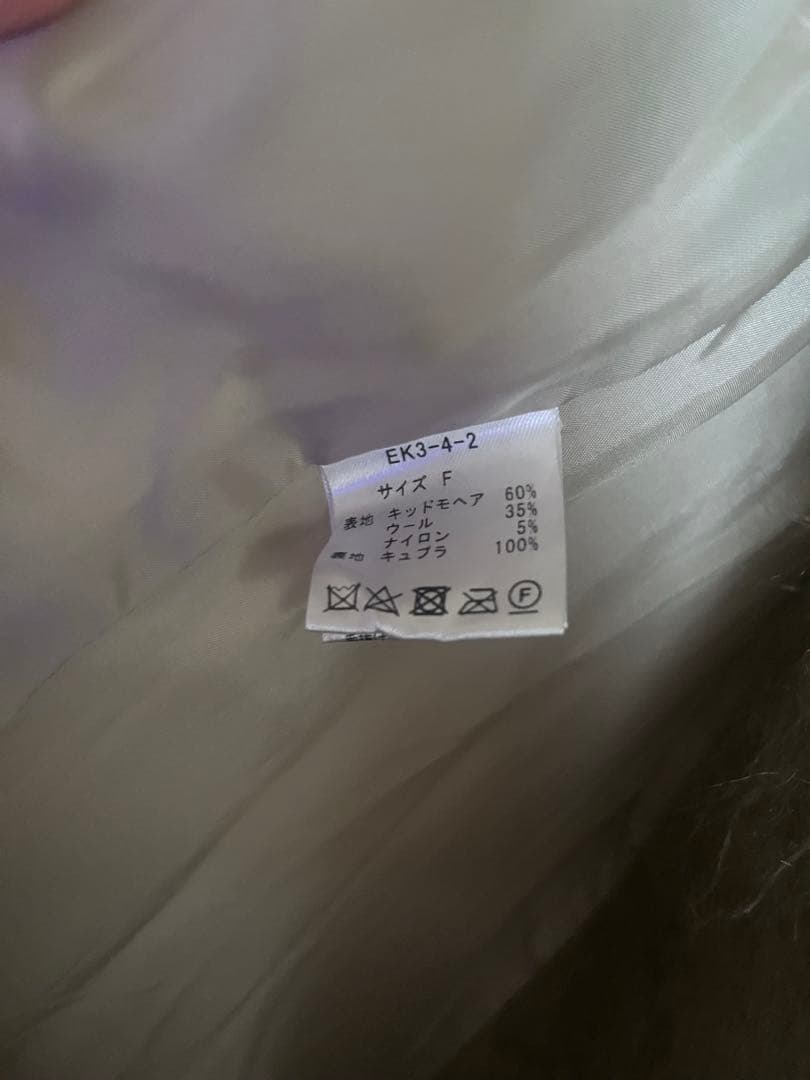 EK3-4-2
サイズ F
表地 キッドモヘア 60%
ウール 35%
ナイロン 5%
裏地 キュプラ 100%
F